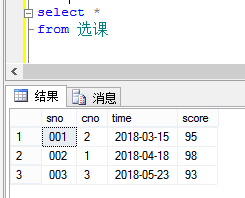 select *
from 选课
结果 消息
sno cno time score
1 001 2 2018-03-15 95
2 002 1 2018-04-18 98
3 003 3 2018-05-23 93